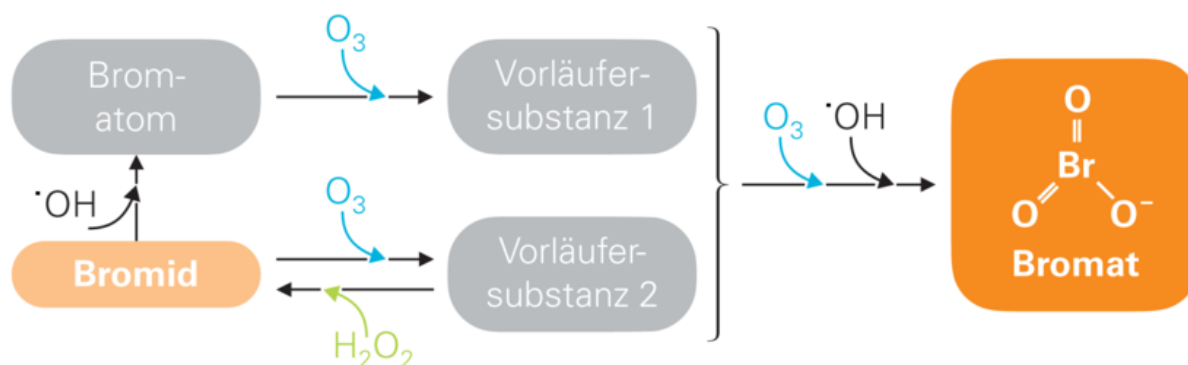 O₃
Brom-
atom
Vorläufer-
substanz 1
·OH
O₃
Bromid
Vorläufer-
substanz 2
H₂O₂
O₃
·OH
O
Br
O
O⁻
Bromat